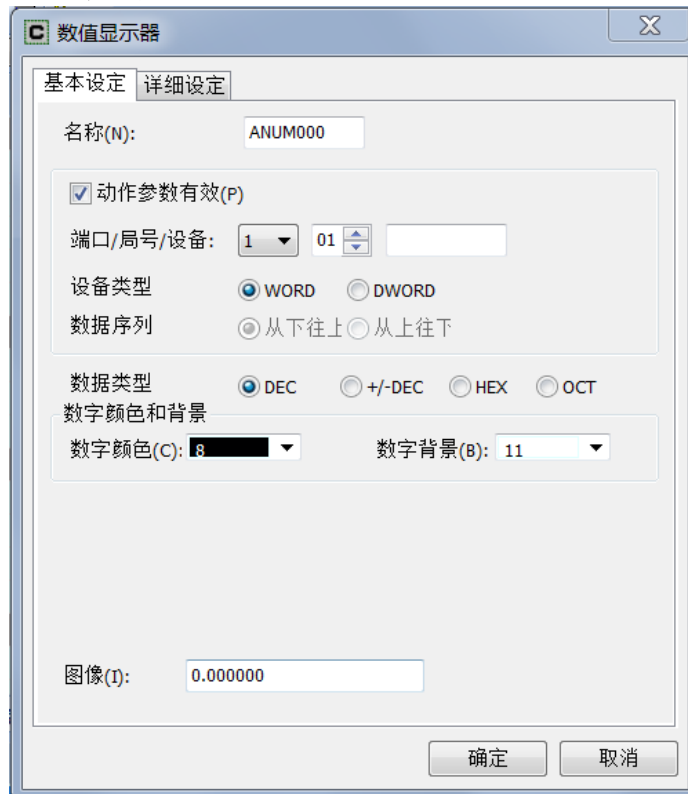 C 数值显示器
基本设定 详细设定
名称(N): ANUM000
动作参数有效(P)
端口/局号/设备: 1 01
设备类型 WORD DWORD
数据序列 从下往上 从上往下
数据类型 DEC +/-DEC HEX OCT
数字颜色和背景
数字颜色(C): 8 数字背景(B): 11
图像(I): 0.000000
确定 取消